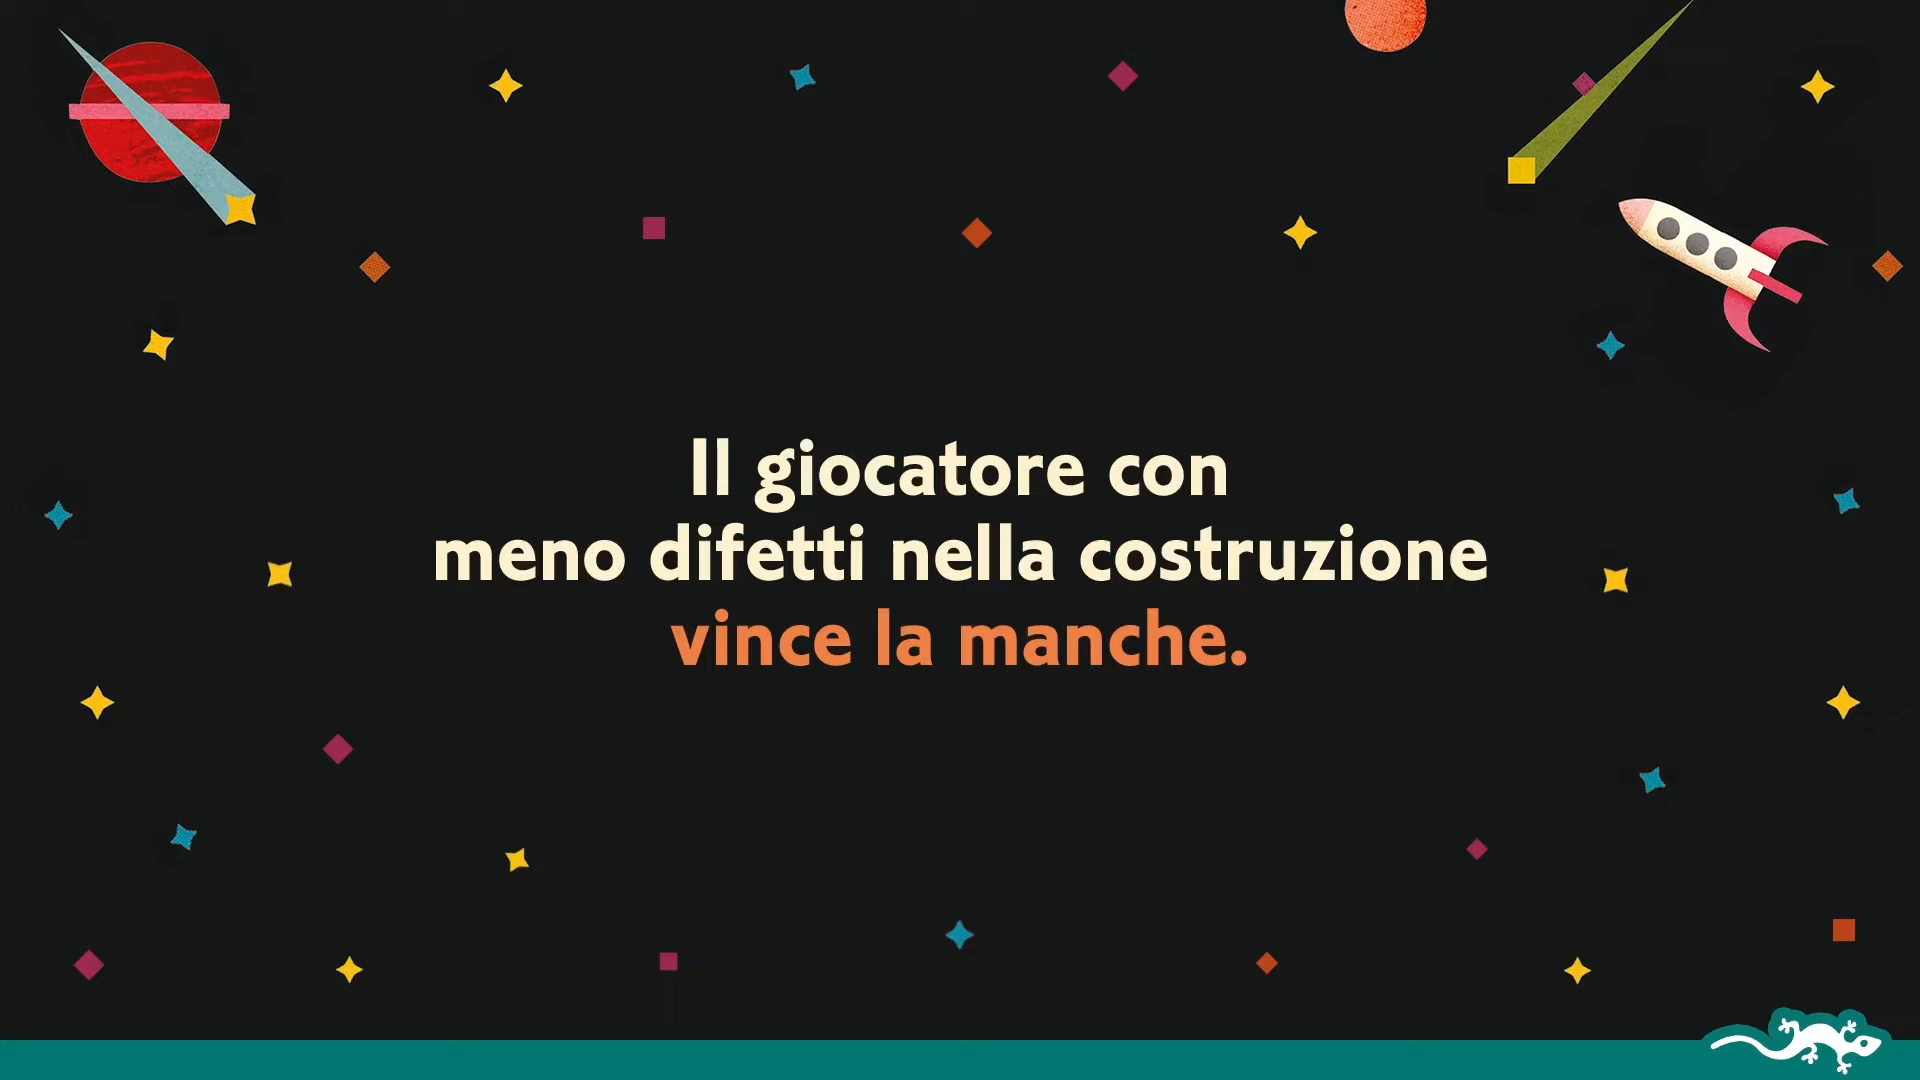 Il giocatore con
meno difetti nella costruzione
vince la manche.